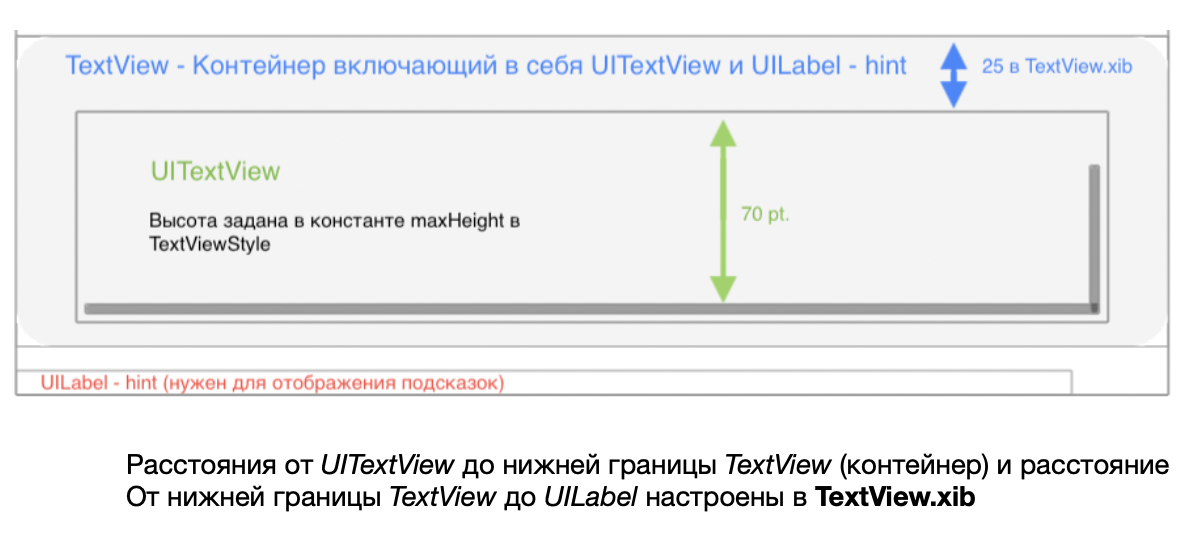 TextView - Контейнер включающий в себя UITextView и UILabel - hint
25 в TextView.xib
UITextView
Высота задана в константе maxHeight в
TextViewStyle
70 pt.
UILabel - hint (нужен для отображения подсказок)
Расстояния от UITextView до нижней границы TextView (контейнер) и расстояние
От нижней границы TextView до UILabel настроены в TextView.xib